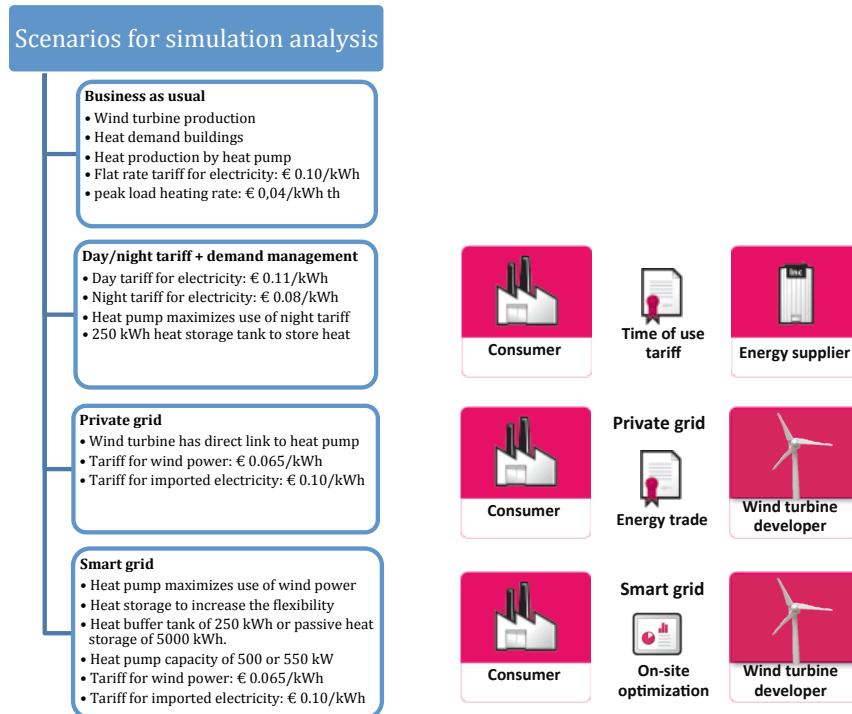 Scenarios for simulation analysis
Business as usual
• Wind turbine production
• Heat demand buildings
• Heat production by heat pump
• Flat rate tariff for electricity: € 0.10/kWh
• peak load heating rate: € 0,04/kWh th
Day/night tariff + demand management
• Day tariff for electricity: € 0.11/kWh
• Night tariff for electricity: € 0.08/kWh
• Heat pump maximizes use of night tariff
• 250 kWh heat storage tank to store heat
Inc
Consumer
Time of use
tariff
Energy supplier
Private grid
• Wind turbine has direct link to heat pump
• Tariff for wind power: € 0.065/kWh
• Tariff for imported electricity: € 0.10/kWh
Private grid
Consumer
Energy trade
Wind turbine
developer
Smart grid
• Heat pump maximizes use of wind power
• Heat storage to increase the flexibility
• Heat buffer tank of 250 kWh or passive heat
storage of 5000 kWh.
• Heat pump capacity of 500 or 550 kW
• Tariff for wind power: € 0.065/kWh
• Tariff for imported electricity: € 0.10/kWh
Smart grid
Consumer
On-site
optimization
Wind turbine
developer